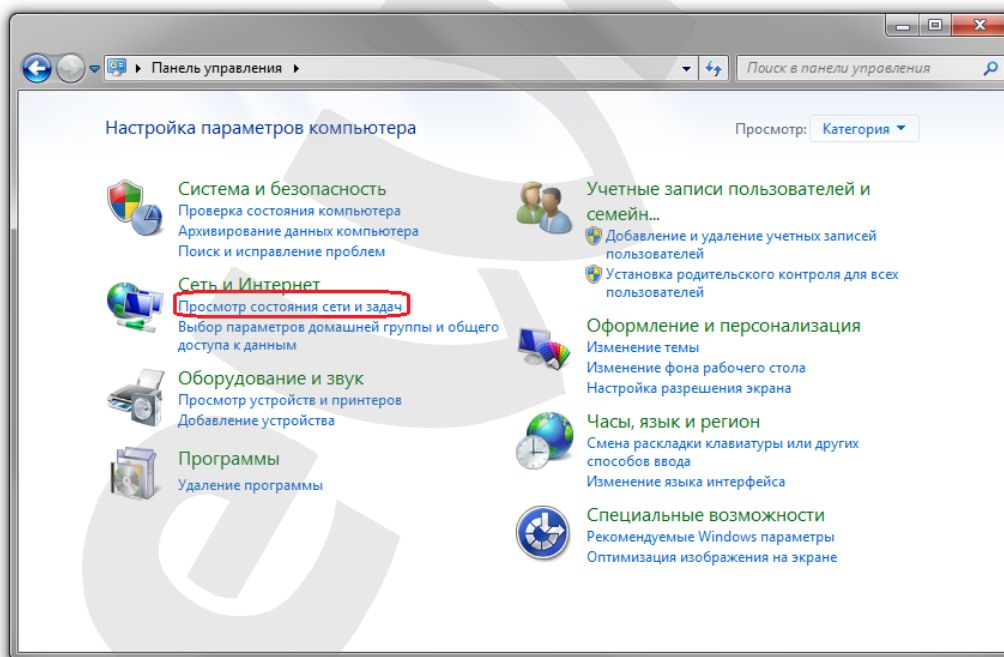 Панель управления
Поиск в панели управления
Настройка параметров компьютера
Просмотр: Категория
Система и безопасность
Проверка состояния компьютера
Архивирование данных компьютера
Поиск и исправление проблем
Сеть и Интернет
Просмотр состояния сети и задач
Выбор параметров домашней группы и общего
доступа к данным
Оборудование и звук
Просмотр устройств и принтеров
Добавление устройства
Программы
Удаление программы
Учетные записи пользователей и
семейн...
Добавление и удаление учетных записей
пользователей
Установка родительского контроля для всех
пользователей
Оформление и персонализация
Изменение темы
Изменение фона рабочего стола
Настройка разрешения экрана
Часы, язык и регион
Смена раскладки клавиатуры или других
способов ввода
Изменение языка интерфейса
Специальные возможности
Рекомендуемые Windows параметры
Оптимизация изображения на экране